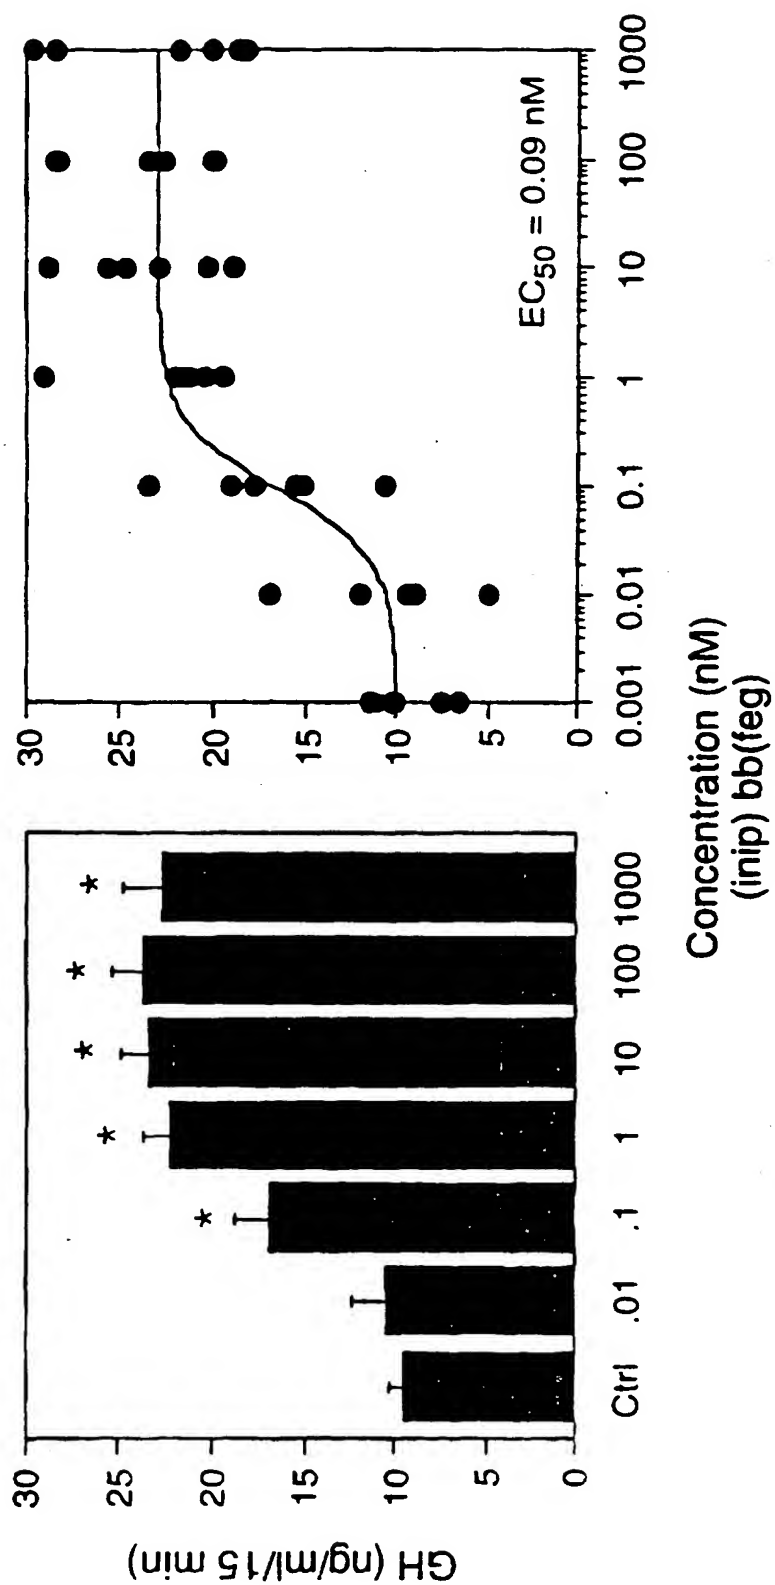 GH (ng/ml/15 min)
30
25
20
15
10
5
0
Ctrl .01 .1 1 10 100 1000
* * * * *
30
25
20
15
10
5
0
EC50 = 0.09 nM
0.001 0.01 0.1 1 10 100 1000
Concentration (nM)
(inip) bb(feg)